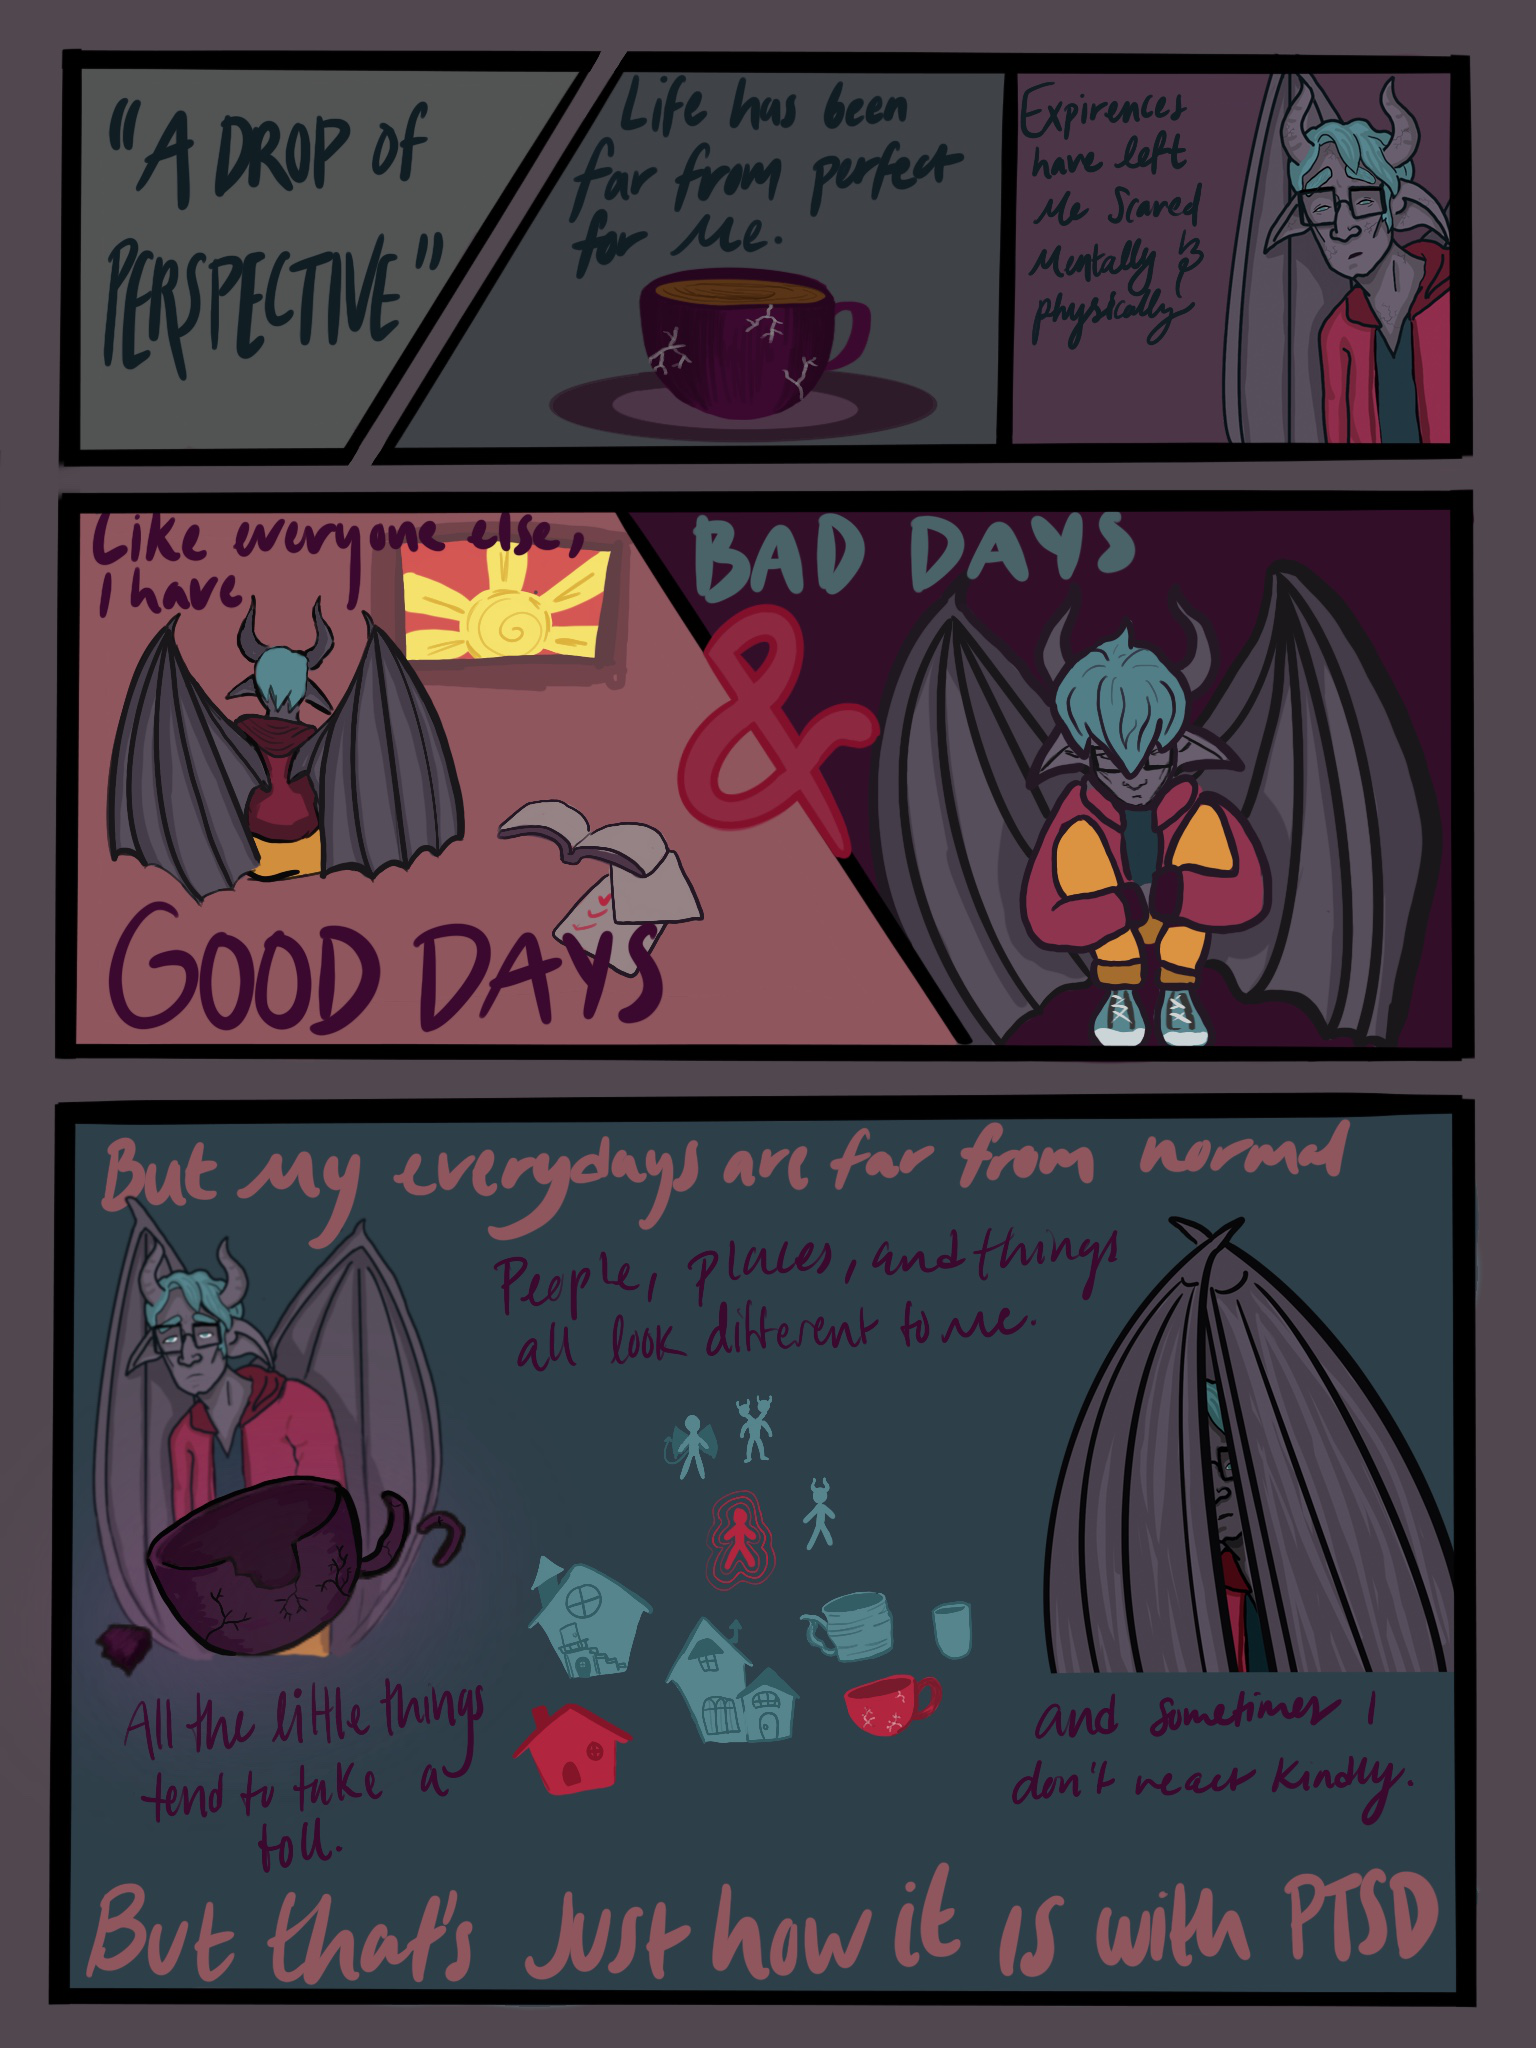 "A DROP of
PERSPECTIVE"
Life has been
far from perfect
for Me.
Expirences
have left
Me Scared
Mentally &
physically
Like everyone else,
I have
GOOD DAYS
&
BAD DAYS
But My everydays are far from normal
People, places, and things
all look different to me.
All the little things
tend to take a
toll.
and sometimes I
don't react kindly.
But that's Just how it is with PTSD